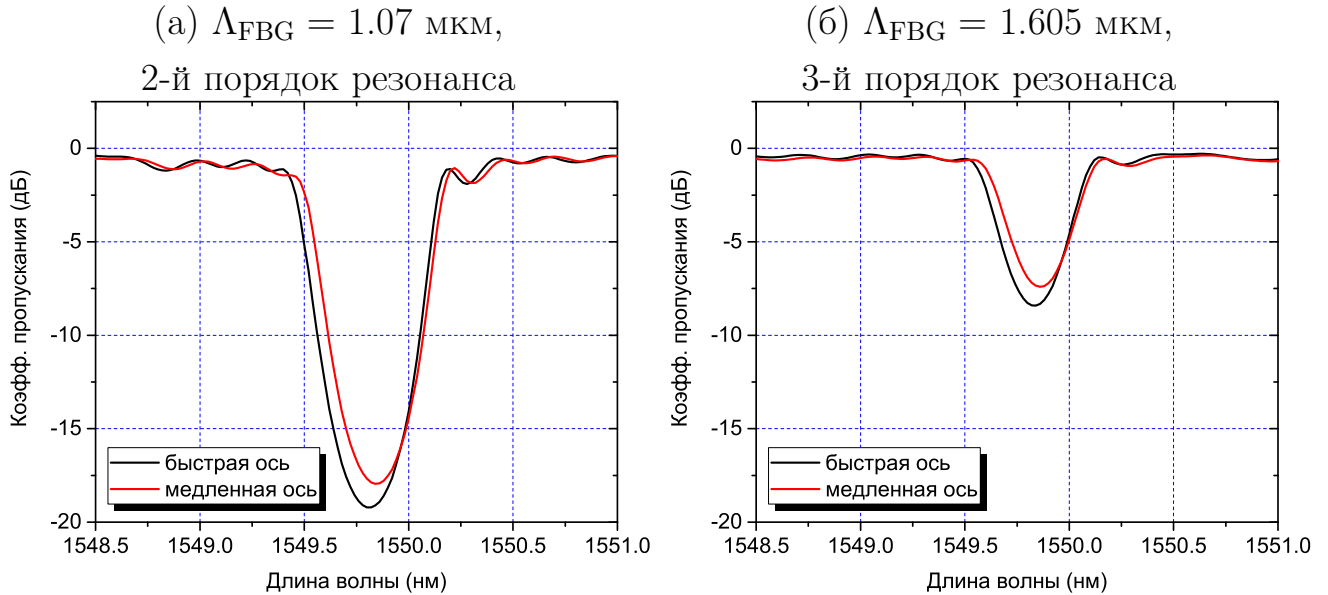 (а) Λ_FBG = 1.07 мкм,
2-й порядок резонанса
Коэфф. пропускания (дБ)
0
-5
-10
-15
-20
быстрая ось
медленная ось
1548.5 1549.0 1549.5 1550.0 1550.5 1551.0
Длина волны (нм)
(б) Λ_FBG = 1.605 мкм,
3-й порядок резонанса
Коэфф. пропускания (дБ)
0
-5
-10
-15
-20
быстрая ось
медленная ось
1548.5 1549.0 1549.5 1550.0 1550.5 1551.0
Длина волны (нм)